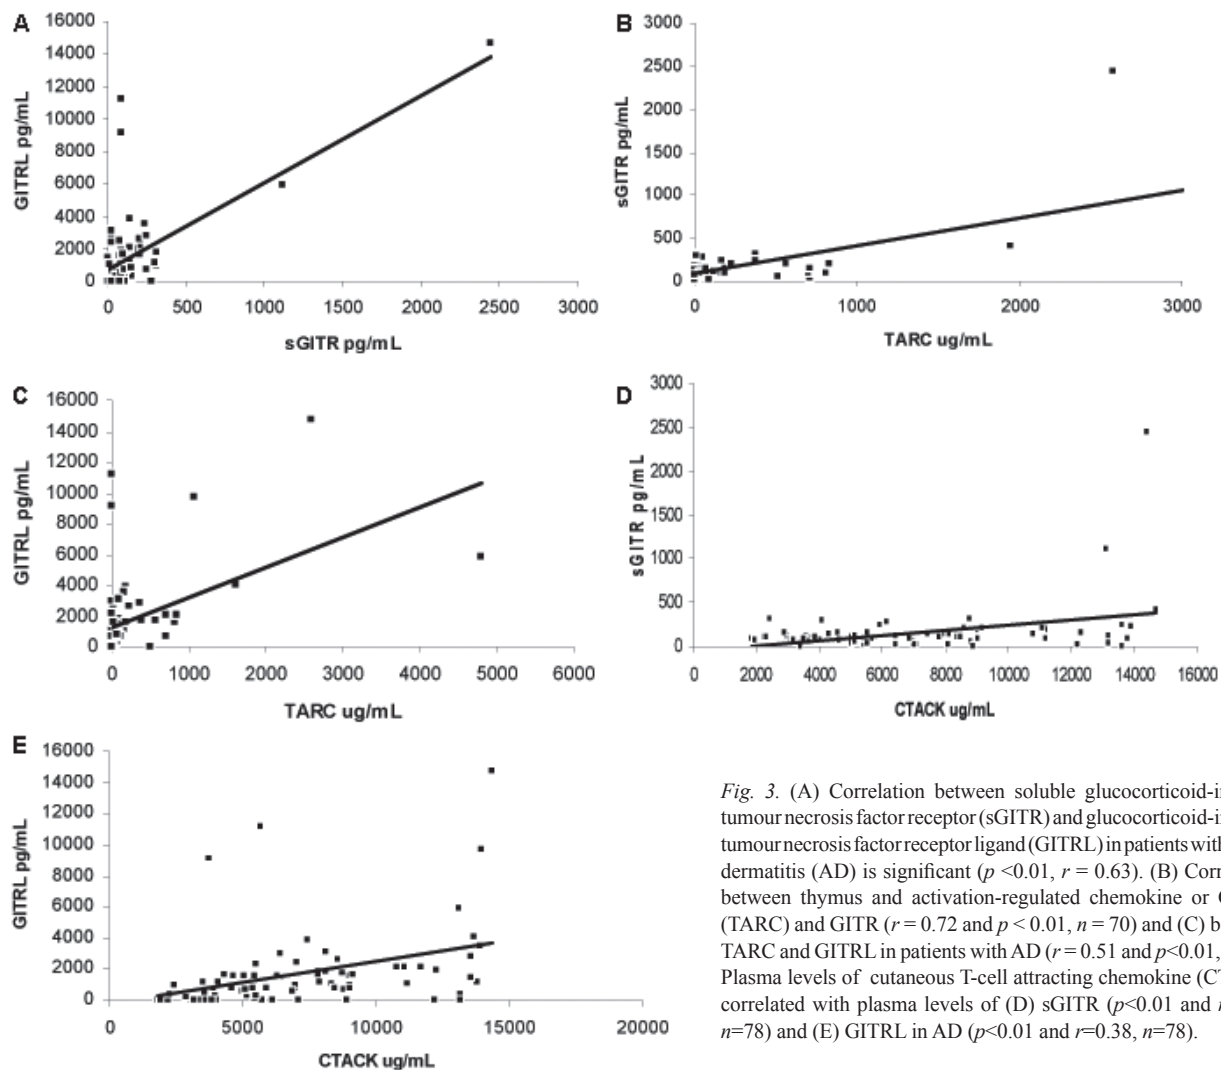 A
16000
14000
12000
10000
8000
6000
4000
2000
0
GITRL pg/mL
0 500 1000 1500 2000 2500 3000
sGITR pg/mL
B
3000
2500
2000
1500
1000
500
0
sGITR pg/mL
0 1000 2000 3000
TARC ug/mL
C
16000
14000
12000
10000
8000
6000
4000
2000
0
GITRL pg/mL
0 1000 2000 3000 4000 5000 6000
TARC ug/mL
D
3000
2500
2000
1500
1000
500
0
sGITR pg/mL
0 2000 4000 6000 8000 10000 12000 14000 16000
CTACK ug/mL
E
16000
14000
12000
10000
8000
6000
4000
2000
0
GITRL pg/mL
0 5000 10000 15000 20000
CTACK ug/mL
Fig. 3. (A) Correlation between soluble glucocorticoid-in
tumour necrosis factor receptor (sGITR) and glucocorticoid-in
tumour necrosis factor receptor ligand (GITRL) in patients with
dermatitis (AD) is significant (p <0.01, r = 0.63). (B) Corr
between thymus and activation-regulated chemokine or C
(TARC) and GITR (r = 0.72 and p < 0.01, n = 70) and (C) b
TARC and GITRL in patients with AD (r = 0.51 and p<0.01,
Plasma levels of cutaneous T-cell attracting chemokine (CT
correlated with plasma levels of (D) sGITR (p<0.01 and r
n=78) and (E) GITRL in AD (p<0.01 and r=0.38, n=78).